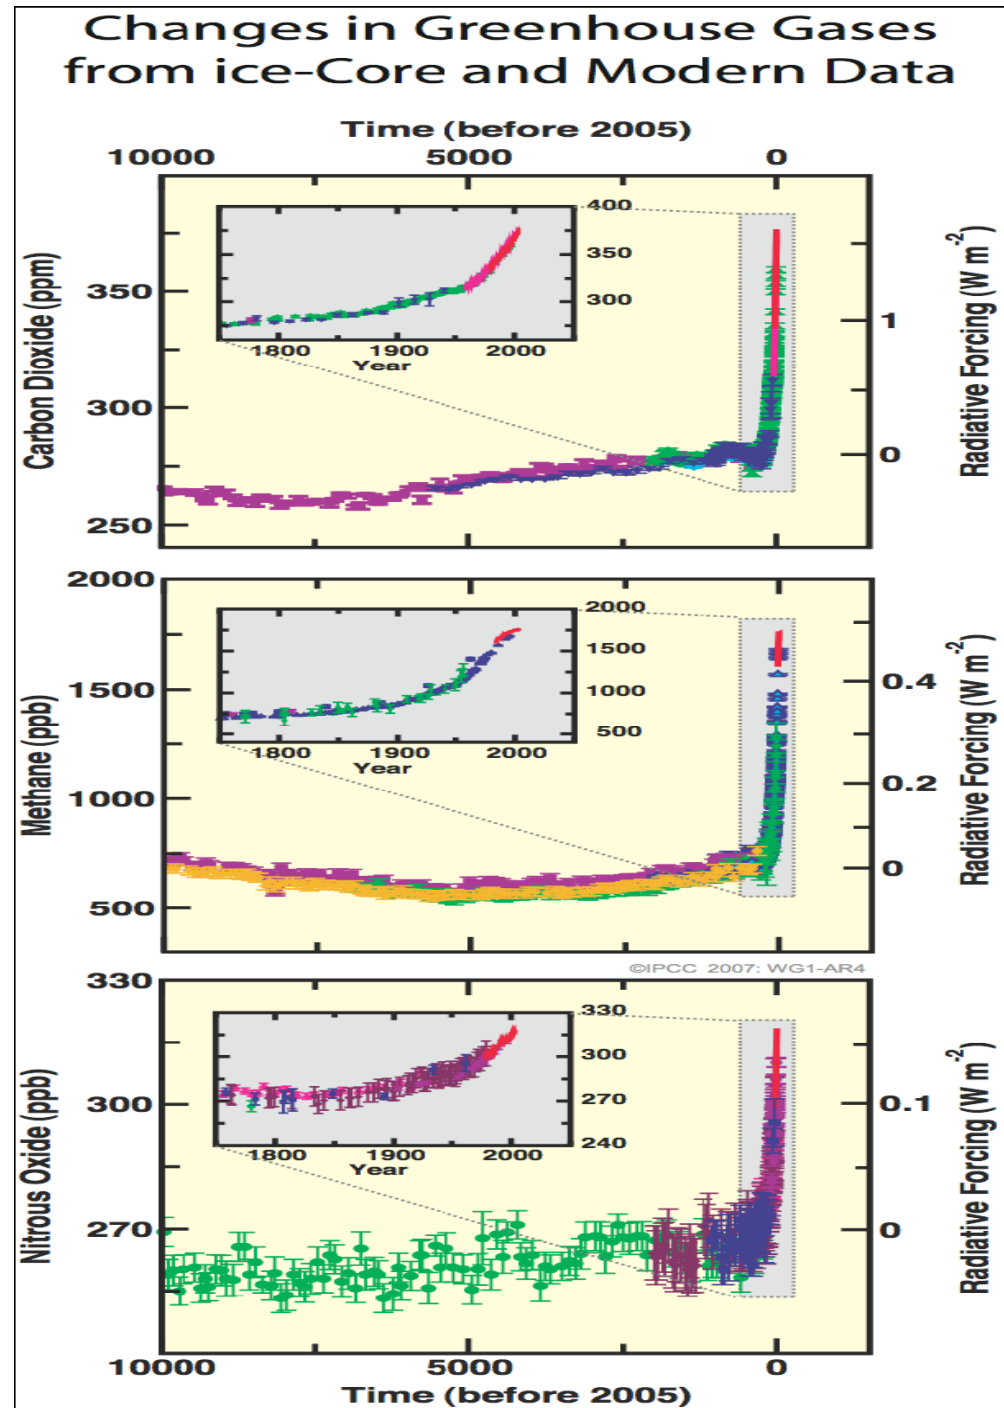 Changes in Greenhouse Gases
from ice-Core and Modern Data
Time (before 2005)
10000 5000 0
Carbon Dioxide (ppm)
350
300
250
400
350
300
1800 1900 2000
Year
1
0
Radiative Forcing (W m-2)
Methane (ppb)
2000
1500
1000
500
2000
1500
1000
500
1800 1900 2000
Year
0.4
0.2
0
Radiative Forcing (W m-2)
©IPCC 2007: WG1-AR4
Nitrous Oxide (ppb)
330
300
270
330
300
270
240
1800 1900 2000
Year
0.1
0
Radiative Forcing (W m-2)
10000 5000 0
Time (before 2005)